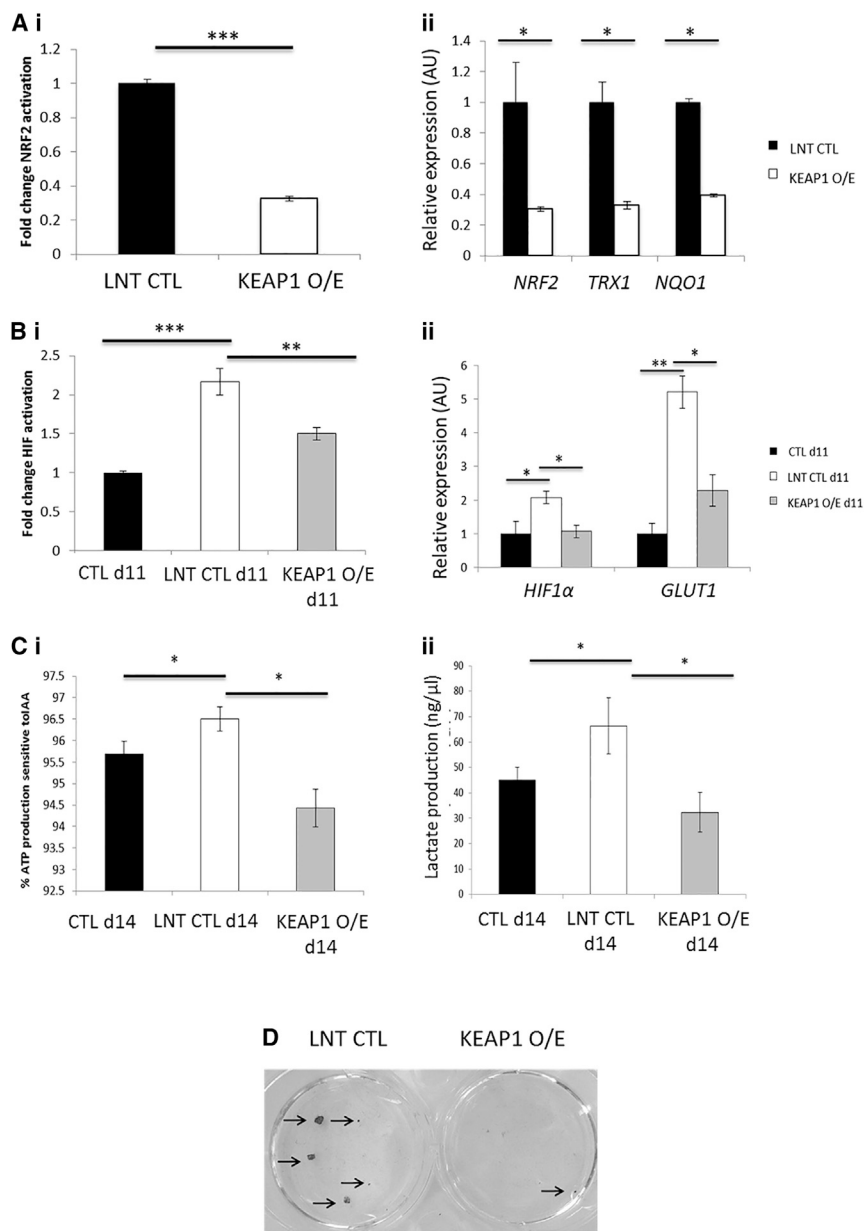 A i
***
Fold change NRF2 activation
1.2
1
0.8
0.6
0.4
0.2
0
LNT CTL
KEAP1 O/E
ii
*
*
*
Relative expression (AU)
1.4
1.2
1
0.8
0.6
0.4
0.2
0
NRF2
TRX1
NQO1
LNT CTL
KEAP1 O/E
B i
***
**
Fold change HIF activation
2.5
2
1.5
1
0.5
0
CTL d11
LNT CTL d11
KEAP1 O/E
d11
ii
**
*
*
*
Relative expression (AU)
6
5
4
3
2
1
0
HIF1α
GLUT1
CTL d11
LNT CTL d11
KEAP1 O/E d11
C i
*
*
% ATP production sensitive toIAA
97.5
97
96.5
96
95.5
95
94.5
94
93.5
93
92.5
CTL d14
LNT CTL d14
KEAP1 O/E
d14
ii
*
*
Lactate production (ng/µl)
90
80
70
60
50
40
30
20
10
0
CTL d14
LNT CTL
d14
KEAP1 O/E
d14
D
LNT CTL
KEAP1 O/E